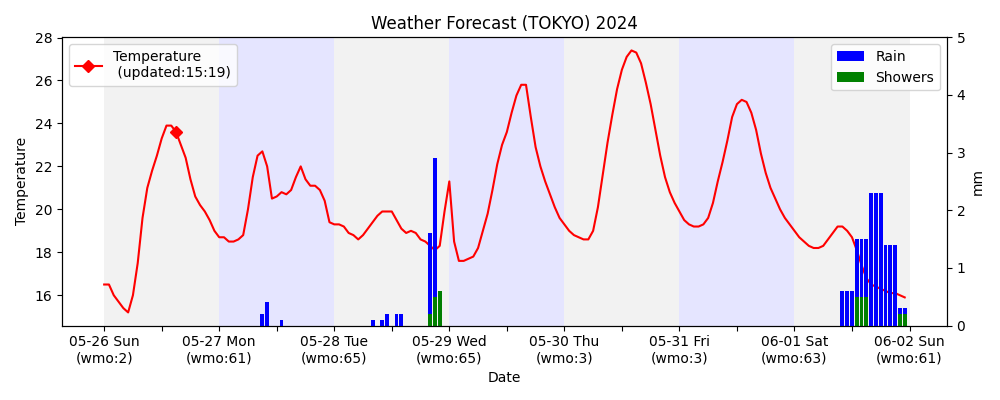 Weather Forecast (TOKYO) 2024
Temperature
(updated:15:19)
Rain
Showers
28
26
24
22
20
18
16
Temperature
5
4
3
2
1
0
mm
05-26 Sun
(wmo:2)
05-27 Mon
(wmo:61)
05-28 Tue
(wmo:65)
05-29 Wed
(wmo:65)
05-30 Thu
(wmo:3)
05-31 Fri
(wmo:3)
06-01 Sat
(wmo:63)
06-02 Sun
(wmo:61)
Date